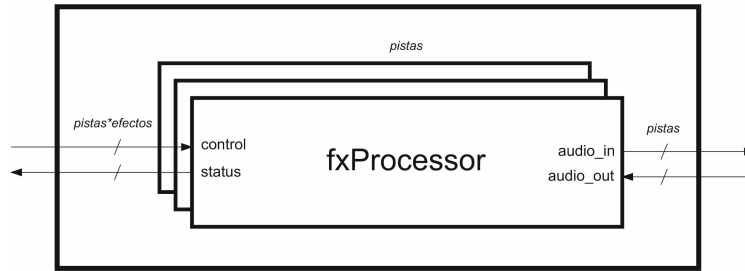 pistas
pistas*efectos
pistas
control
audio_in
fxProcessor
status
audio_out